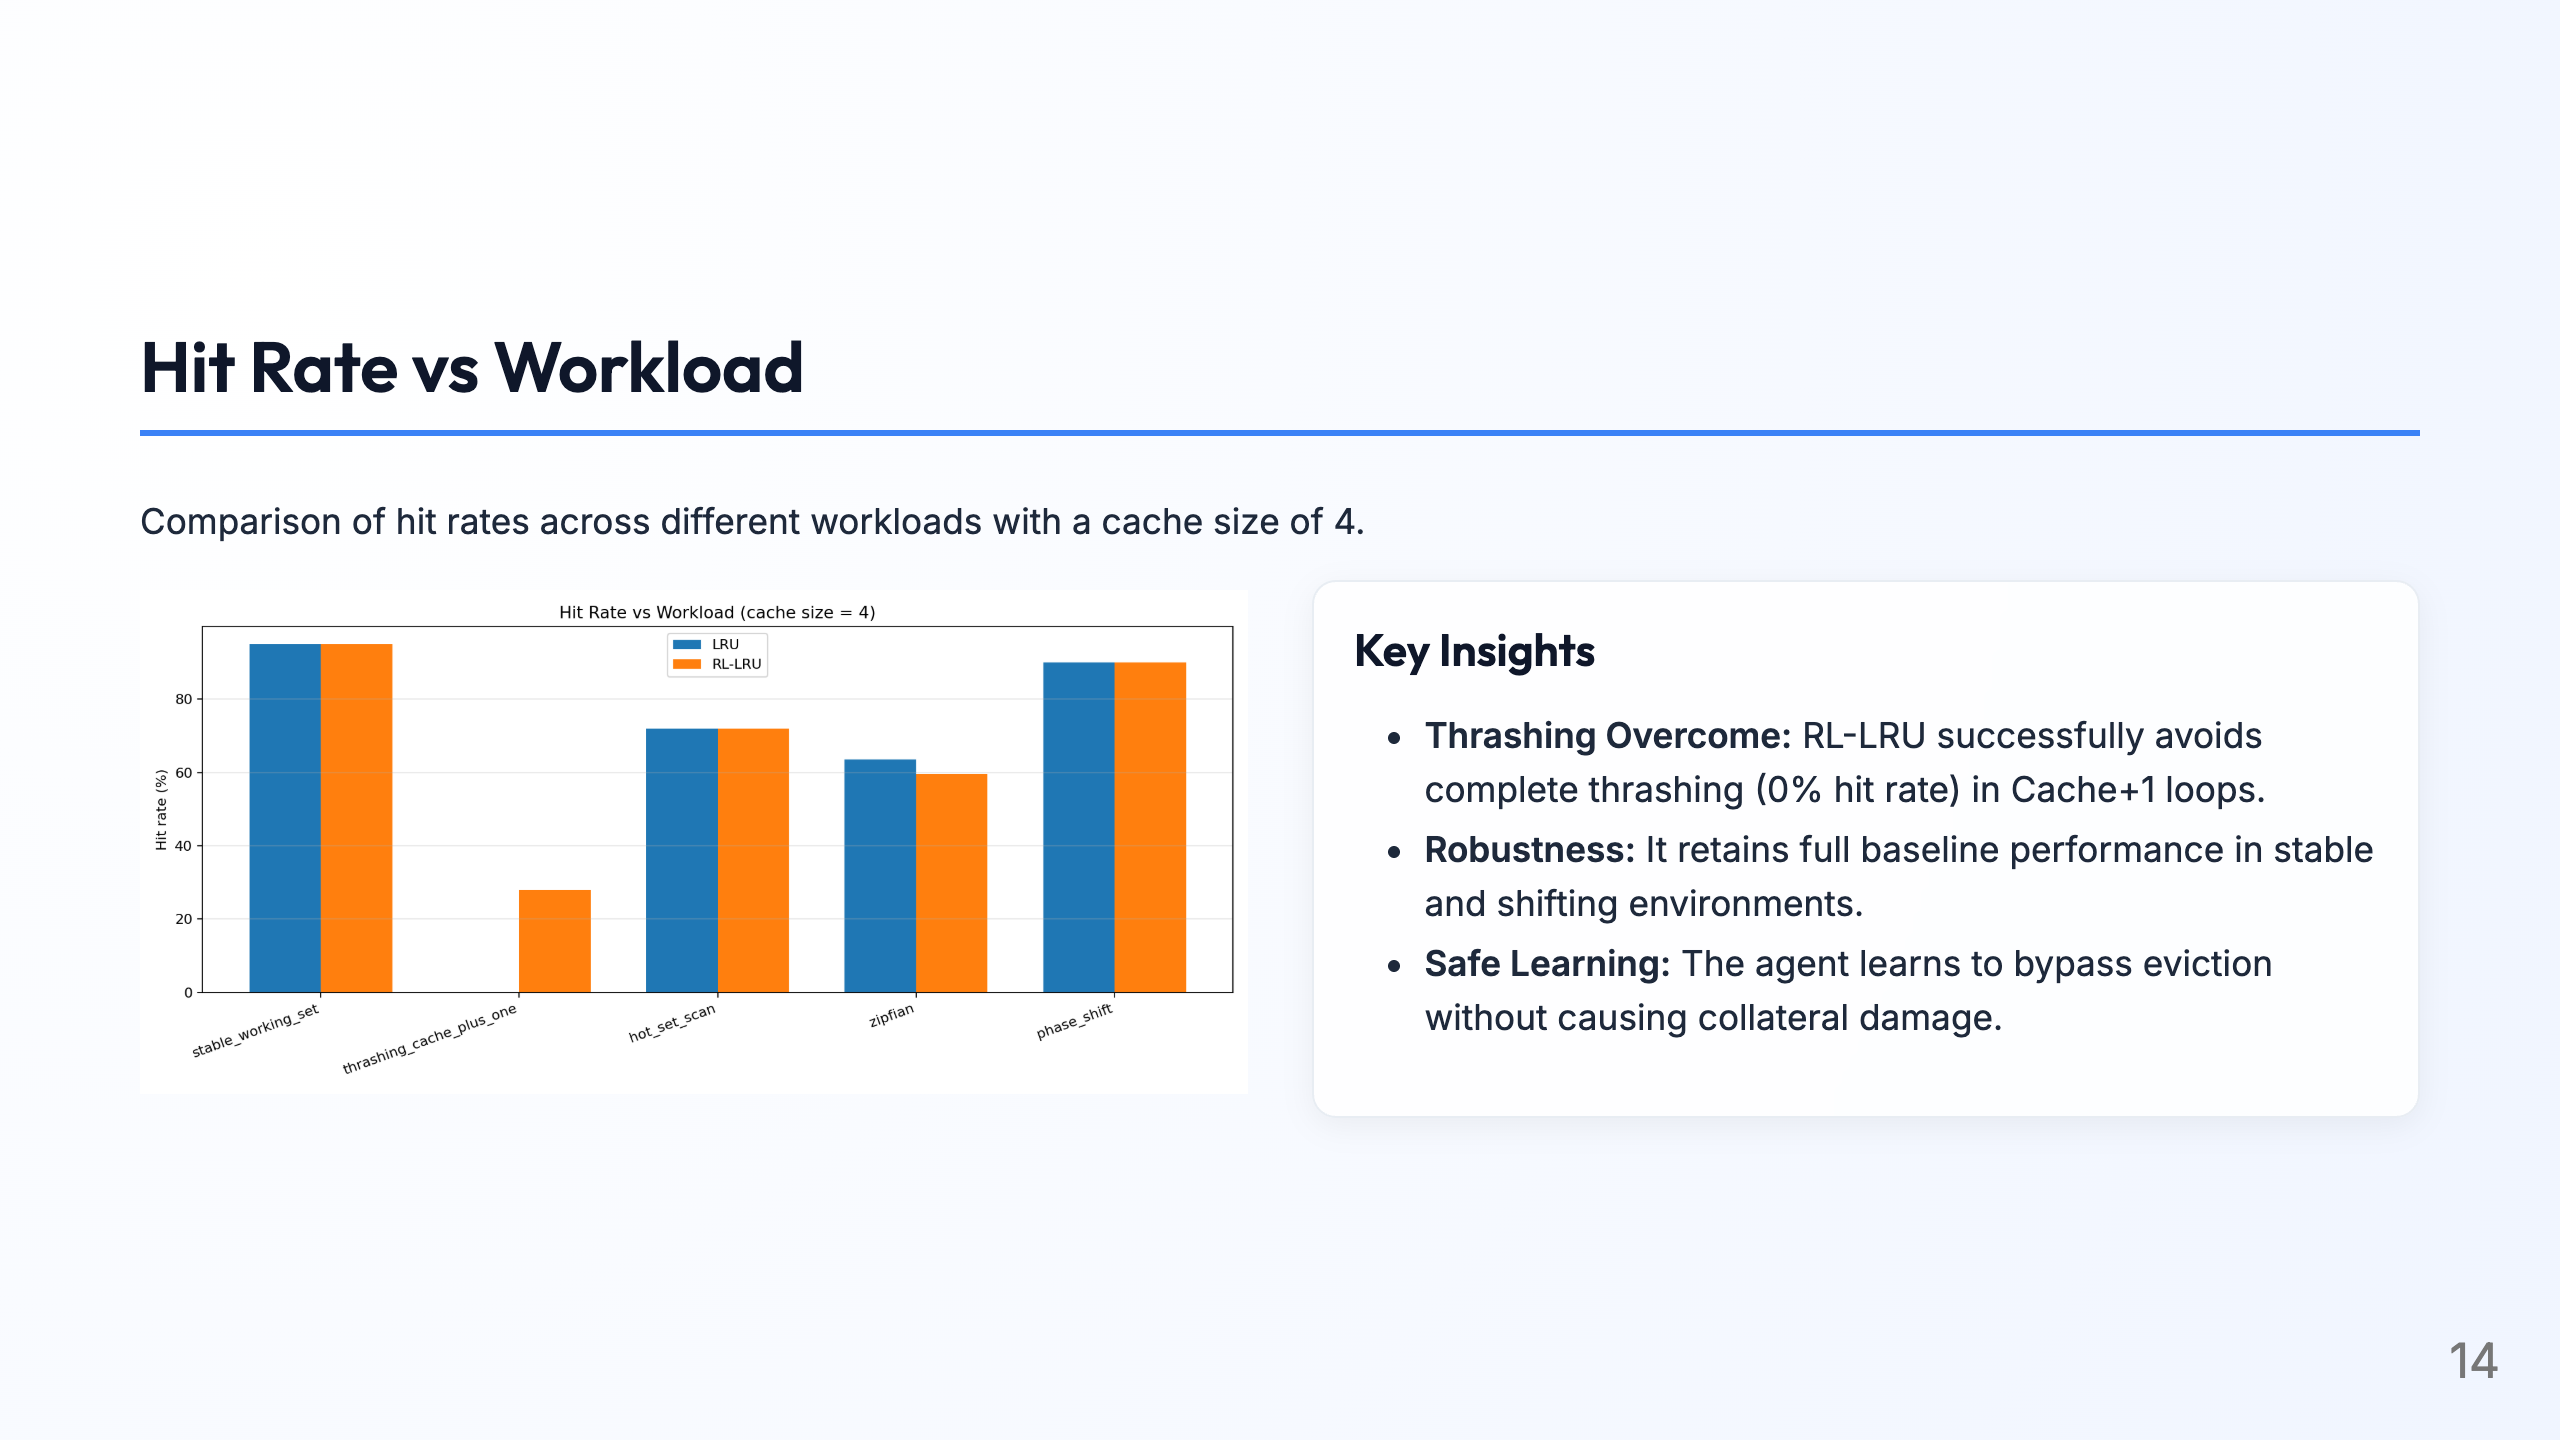 Hit Rate vs Workload
Comparison of hit rates across different workloads with a cache size of 4.
Hit Rate vs Workload (cache size = 4)
LRU
RL-LRU
Hit rate (%)
80
60
40
20
0
stable_working_set
thrashing_cache_plus_one
hot_set_scan
zipfian
phase_shift
Key Insights
• Thrashing Overcome: RL-LRU successfully avoids
complete thrashing (0% hit rate) in Cache+1 loops.
• Robustness: It retains full baseline performance in stable
and shifting environments.
• Safe Learning: The agent learns to bypass eviction
without causing collateral damage.
14